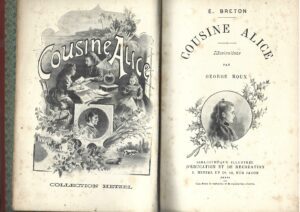 Cousine Alice
COLLECTION HETZEL
E. BRETON
COUSINE ALICE
Illustrations
PAR
GEORGE ROUX
BIBLIOTHÈQUE ILLUSTRÉE
D'ÉDUCATION ET DE RÉCRÉATION
J. HETZEL ET Cie, 18, RUE JACOB
PARIS